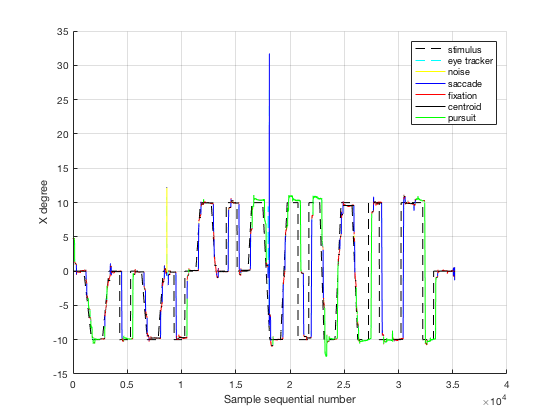 35
30
25
20
15
10
5
0
-5
-10
-15
X degree
stimulus
eye tracker
noise
saccade
fixation
centroid
pursuit
0 0.5 1 1.5 2 2.5 3 3.5 4
Sample sequential number
×10⁴